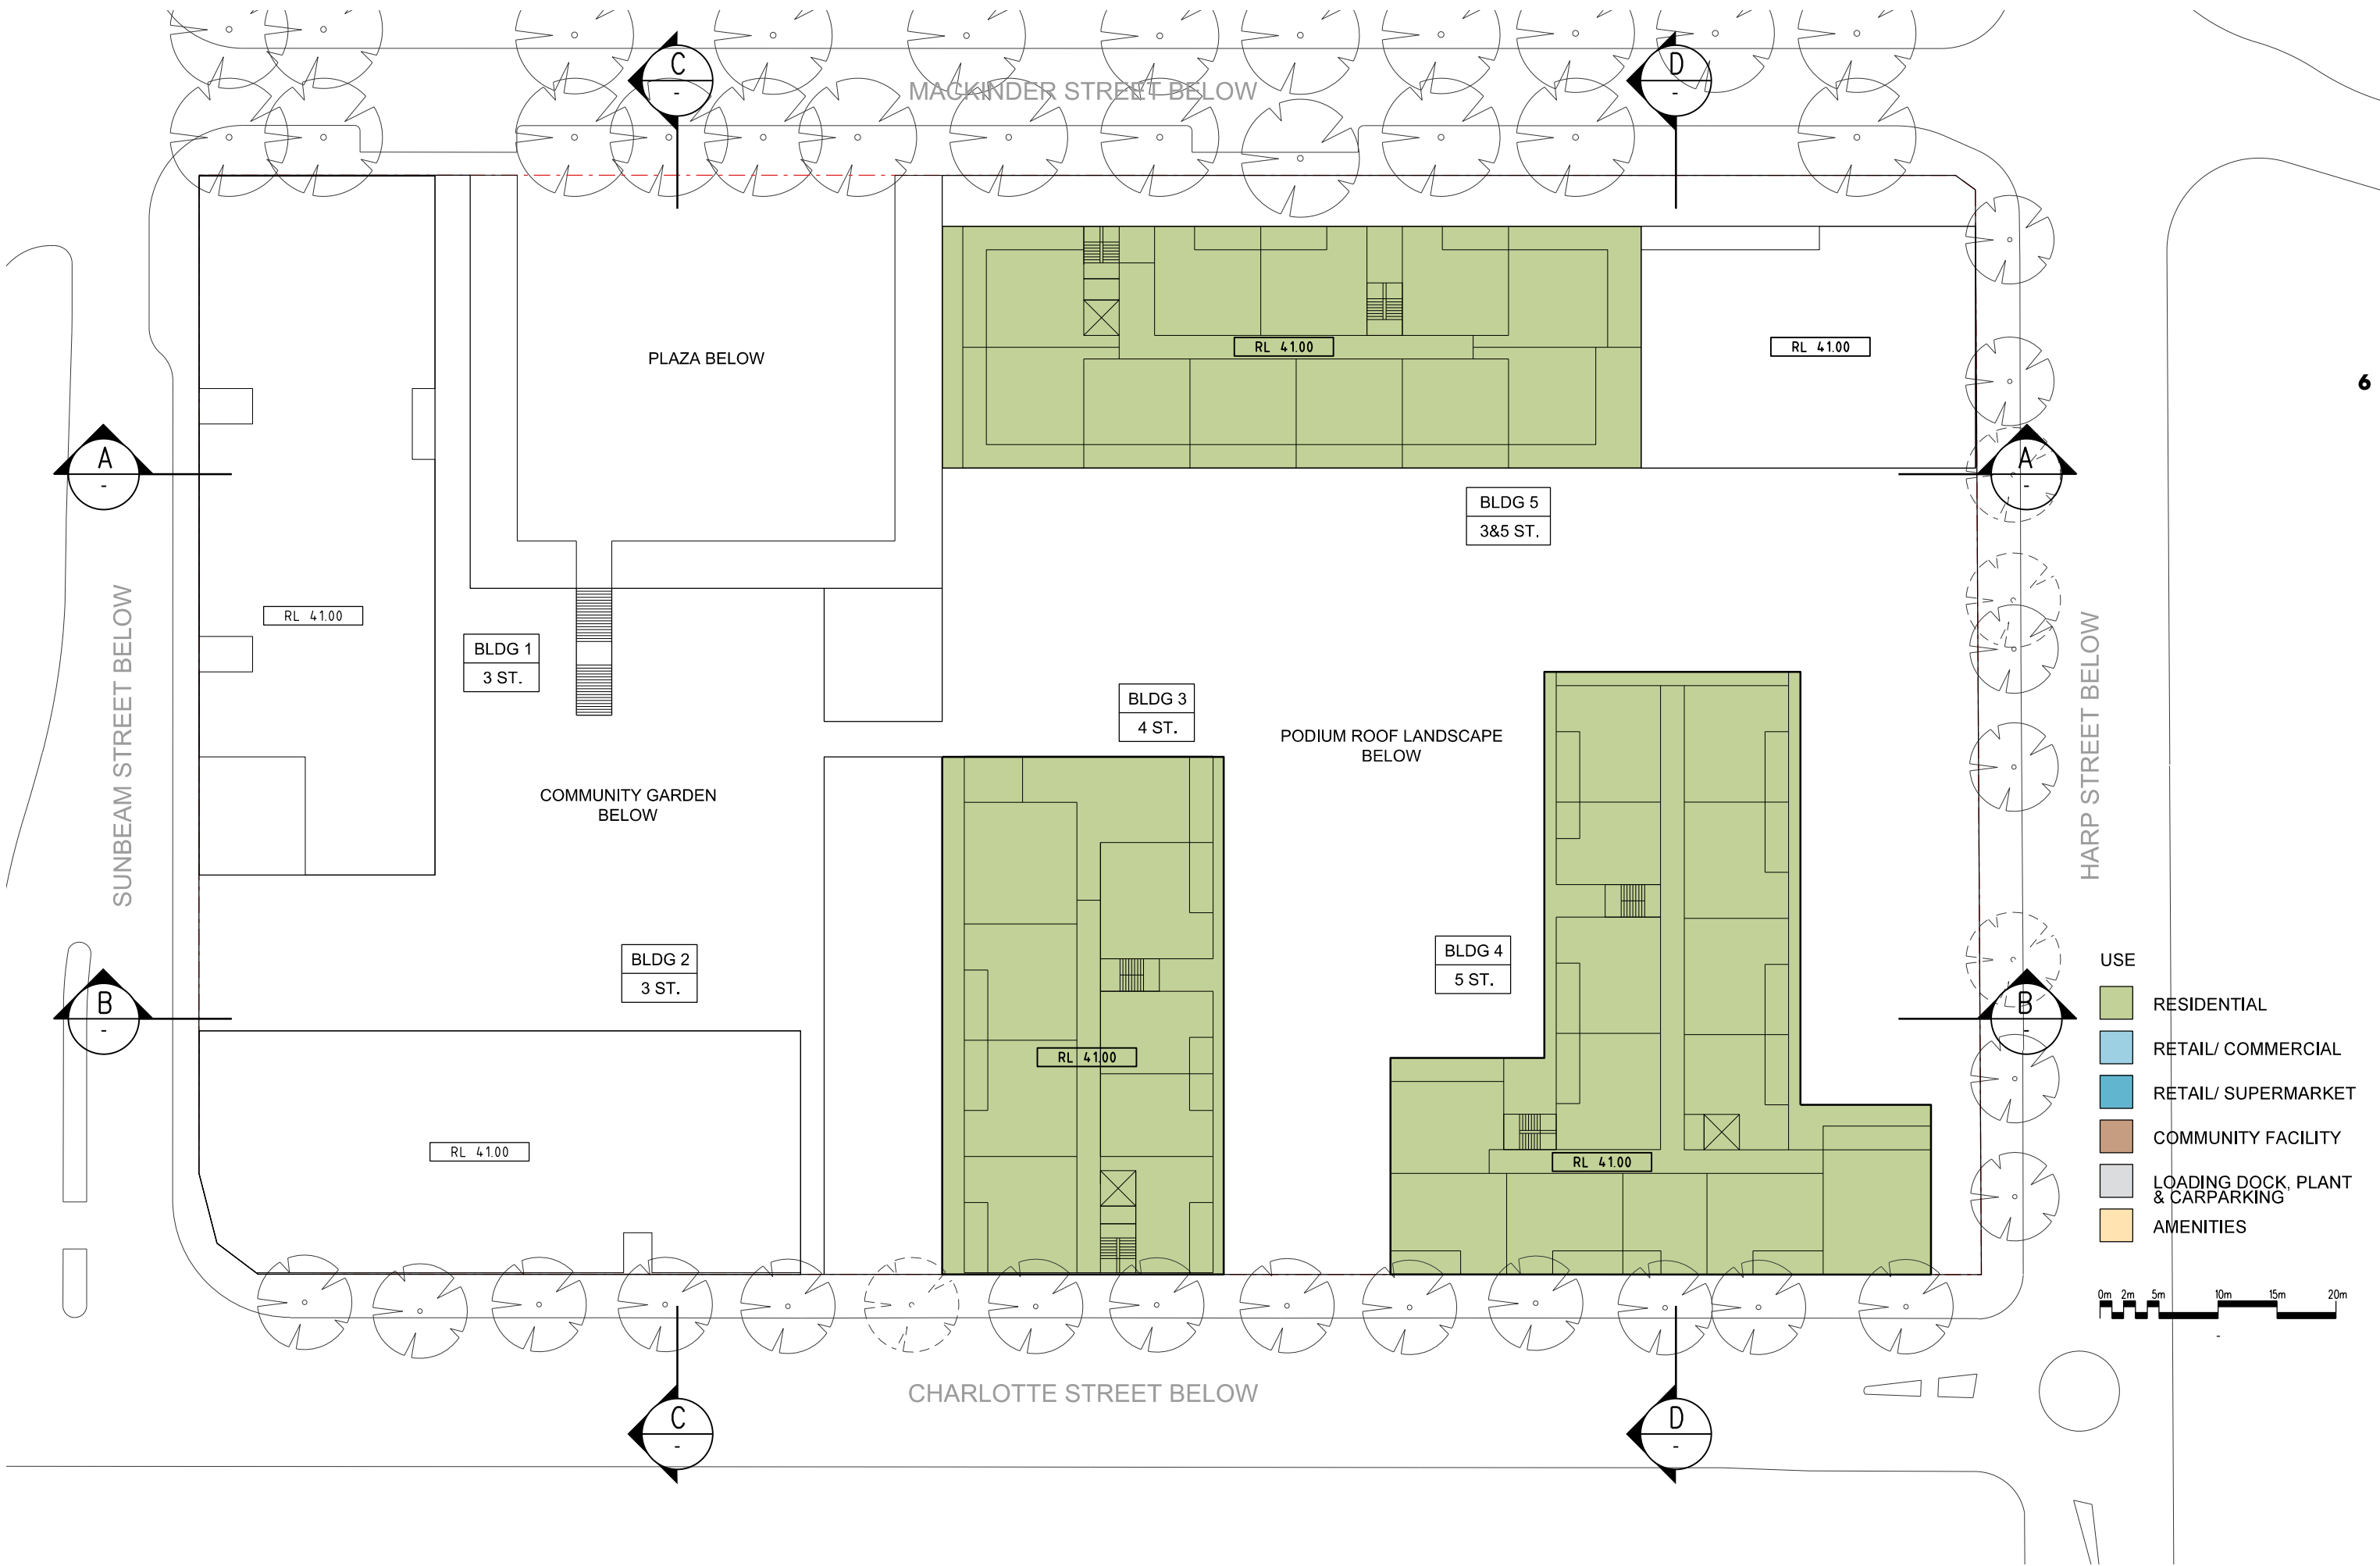 C
-
D
-
MACKINDER STREET BELOW
PLAZA BELOW
RL 41.00
RL 41.00
6
A
-
A
-
BLDG 5
3&5 ST.
SUNBEAM STREET BELOW
RL 41.00
BLDG 1
3 ST.
HARP STREET BELOW
BLDG 3
4 ST.
PODIUM ROOF LANDSCAPE
BELOW
COMMUNITY GARDEN
BELOW
BLDG 2
3 ST.
BLDG 4
5 ST.
B
-
B
-
RL 41.00
RL 41.00
RL 41.00
USE
RESIDENTIAL
RETAIL/ COMMERCIAL
RETAIL/ SUPERMARKET
COMMUNITY FACILITY
LOADING DOCK, PLANT
& CARPARKING
AMENITIES
0m 2m 5m 10m 15m 20m
-
CHARLOTTE STREET BELOW
C
-
D
-